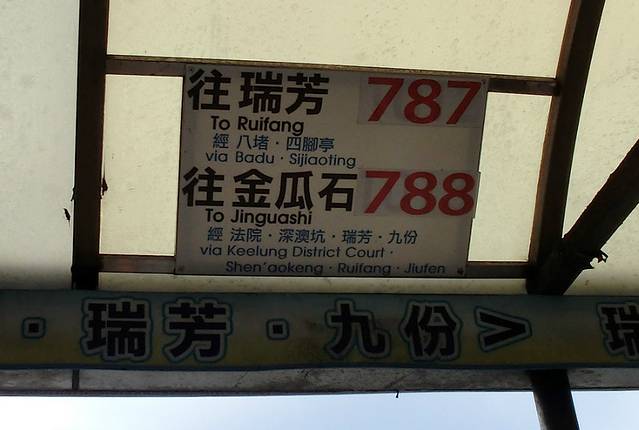 往瑞芳 787
To Ruifang
經 八堵·四腳亭
via Badu · Sijiaoting
往金瓜石 788
To Jinguashi
經 法院·深澳坑·瑞芳·九份
via Keelung District Court ·
Shen'aokeng · Ruifang · Jiufen
·瑞芳·九份> 瑞